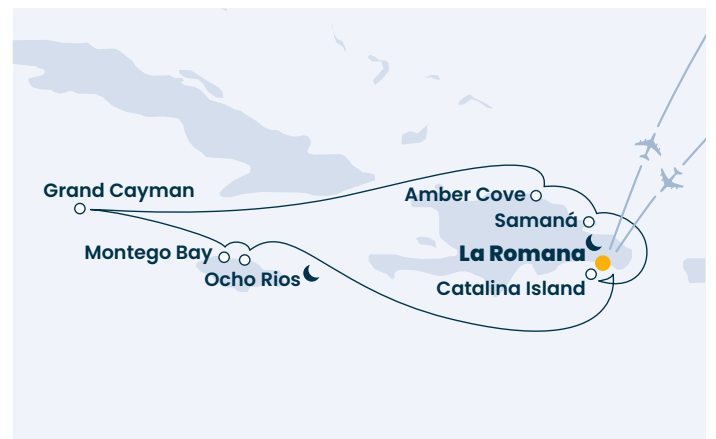 Grand Cayman
Amber Cove
Samaná
La Romana
Montego Bay
Ocho Rios
Catalina Island